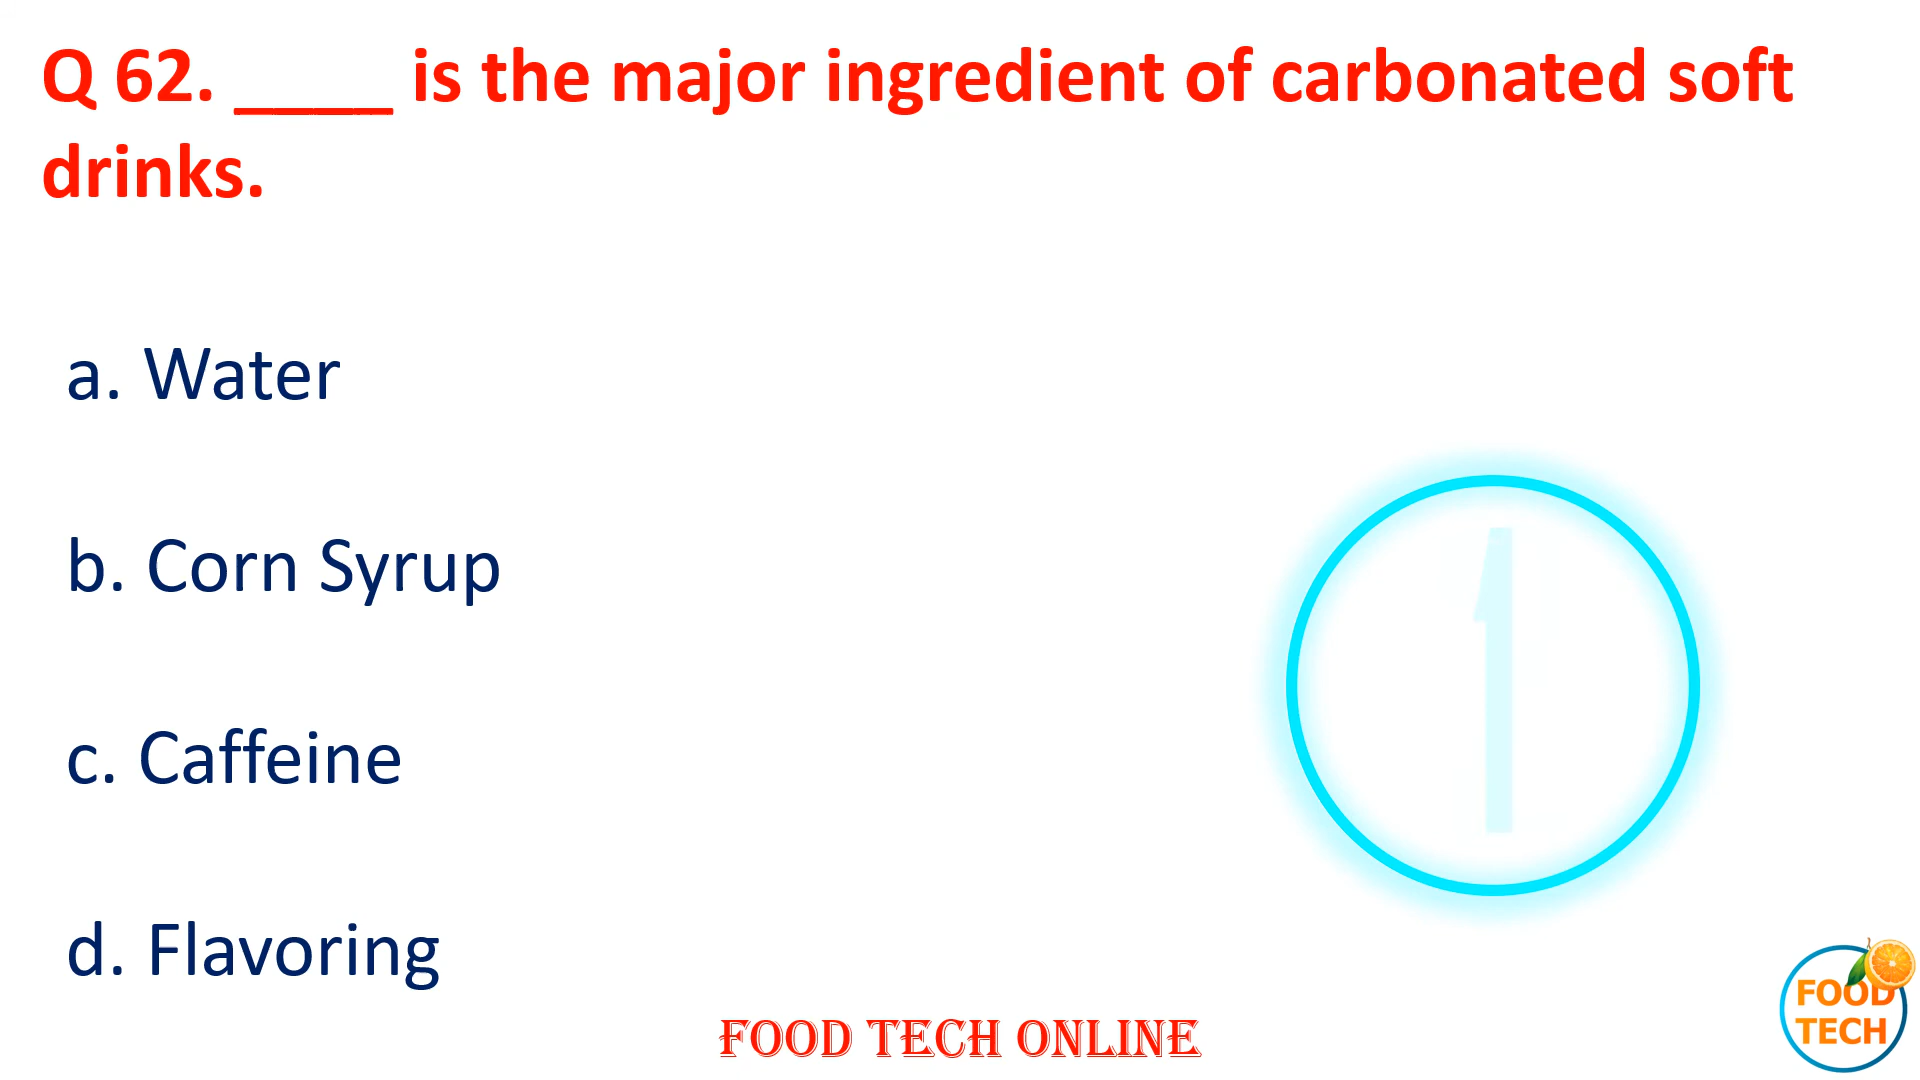 Q 62. ____ is the major ingredient of carbonated soft
drinks.
a. Water
b. Corn Syrup
c. Caffeine
d. Flavoring
1
FOOD TECH ONLINE
FOOD
TECH